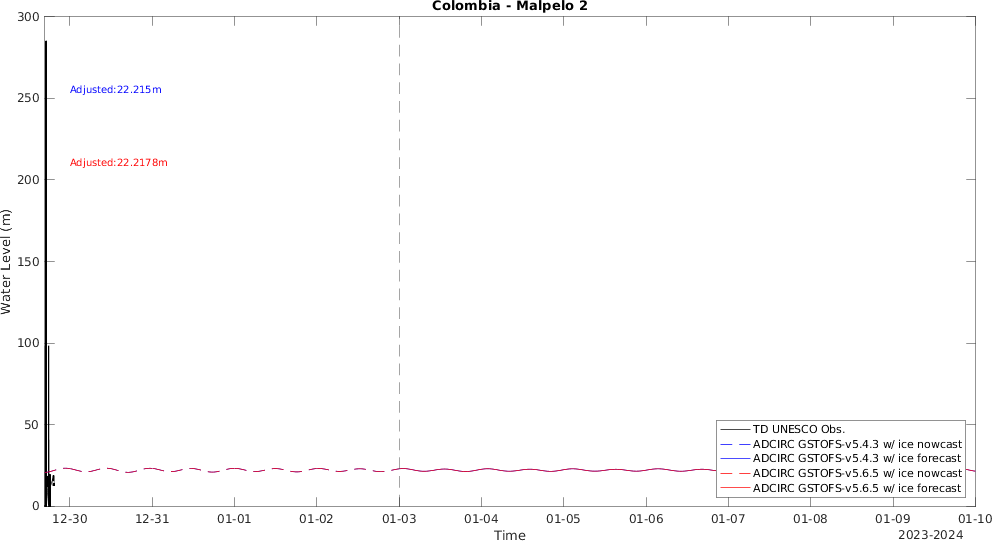 Colombia - Malpelo 2
300
250
200
150
100
50
0
Water Level (m)
Adjusted:22.215m
Adjusted:22.2178m
TD UNESCO Obs.
ADCIRC GSTOFS-v5.4.3 w/ ice nowcast
ADCIRC GSTOFS-v5.4.3 w/ ice forecast
ADCIRC GSTOFS-v5.6.5 w/ ice nowcast
ADCIRC GSTOFS-v5.6.5 w/ ice forecast
12-30 12-31 01-01 01-02 01-03 01-04 01-05 01-06 01-07 01-08 01-09 01-10
Time
2023-2024